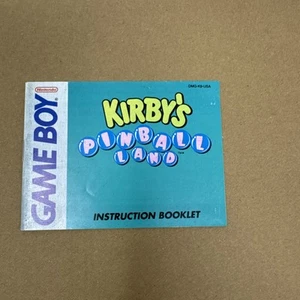 Nintendo
GAME BOY
KIRBY'S
PINBALL
LAND
INSTRUCTION BOOKLET